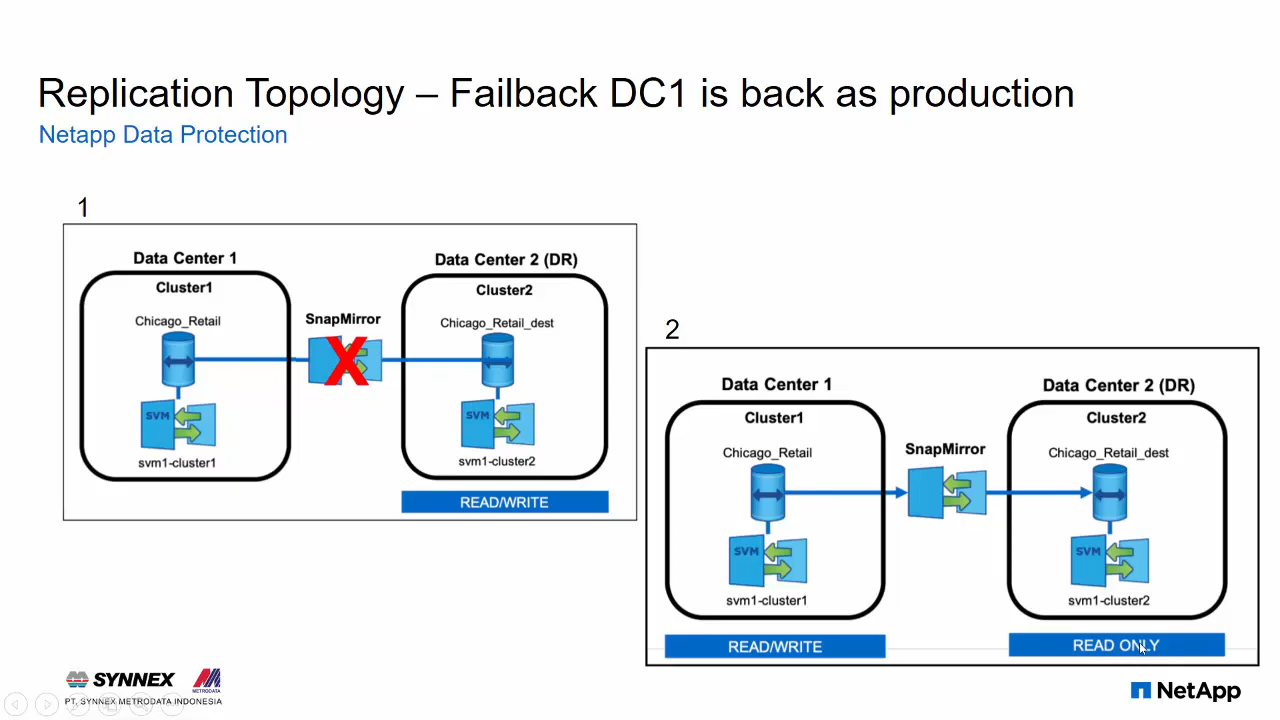 Replication Topology – Failback DC1 is back as production
Netapp Data Protection
1
Data Center 1
Data Center 2 (DR)
Cluster1
Cluster2
Chicago_Retail
SnapMirror
Chicago_Retail_dest
X
SVM
SVM
svm1-cluster1
svm1-cluster2
READ/WRITE
2
Data Center 1
Data Center 2 (DR)
Cluster1
Cluster2
Chicago_Retail
SnapMirror
Chicago_Retail_dest
SVM
SVM
svm1-cluster1
svm1-cluster2
READ/WRITE
READ ONLY
SYNNEX
METRODATA
PT. SYNNEX METRODATA INDONESIA
NetApp